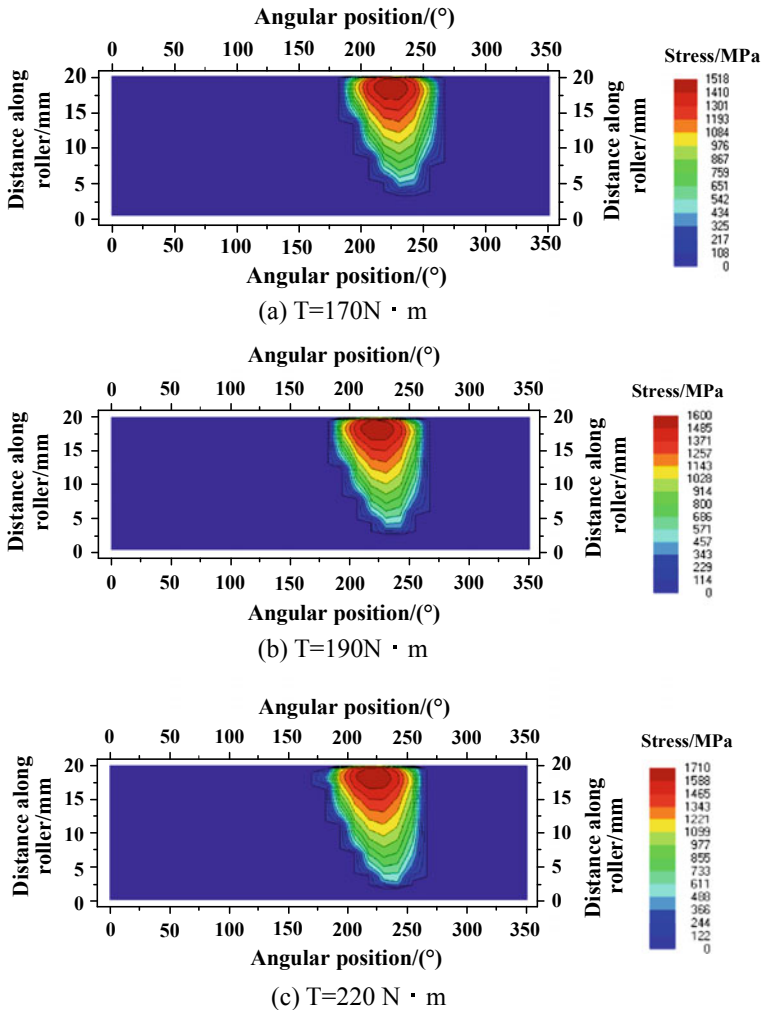 Angular position/(°)
0 50 100 150 200 250 300 350
Distance along
roller/mm
20
15
10
5
0
20
15
10
5
0
Distance along
roller/mm
0 50 100 150 200 250 300 350
Angular position/(°)
Stress/MPa
1518
1410
1301
1193
1084
976
867
759
651
542
434
325
217
108
0
(a) T=170N · m
Angular position/(°)
0 50 100 150 200 250 300 350
Distance along
roller/mm
20
15
10
5
0
20
15
10
5
0
Distance along
roller/mm
0 50 100 150 200 250 300 350
Angular position/(°)
Stress/MPa
1600
1485
1371
1257
1143
1028
914
800
686
571
457
343
229
114
0
(b) T=190N · m
Angular position/(°)
0 50 100 150 200 250 300 350
Distance along
roller/mm
20
15
10
5
0
20
15
10
5
0
Distance along
roller/mm
0 50 100 150 200 250 300 350
Angular position/(°)
Stress/MPa
1710
1588
1465
1343
1221
1099
977
855
733
611
488
366
244
122
0
(c) T=220 N · m